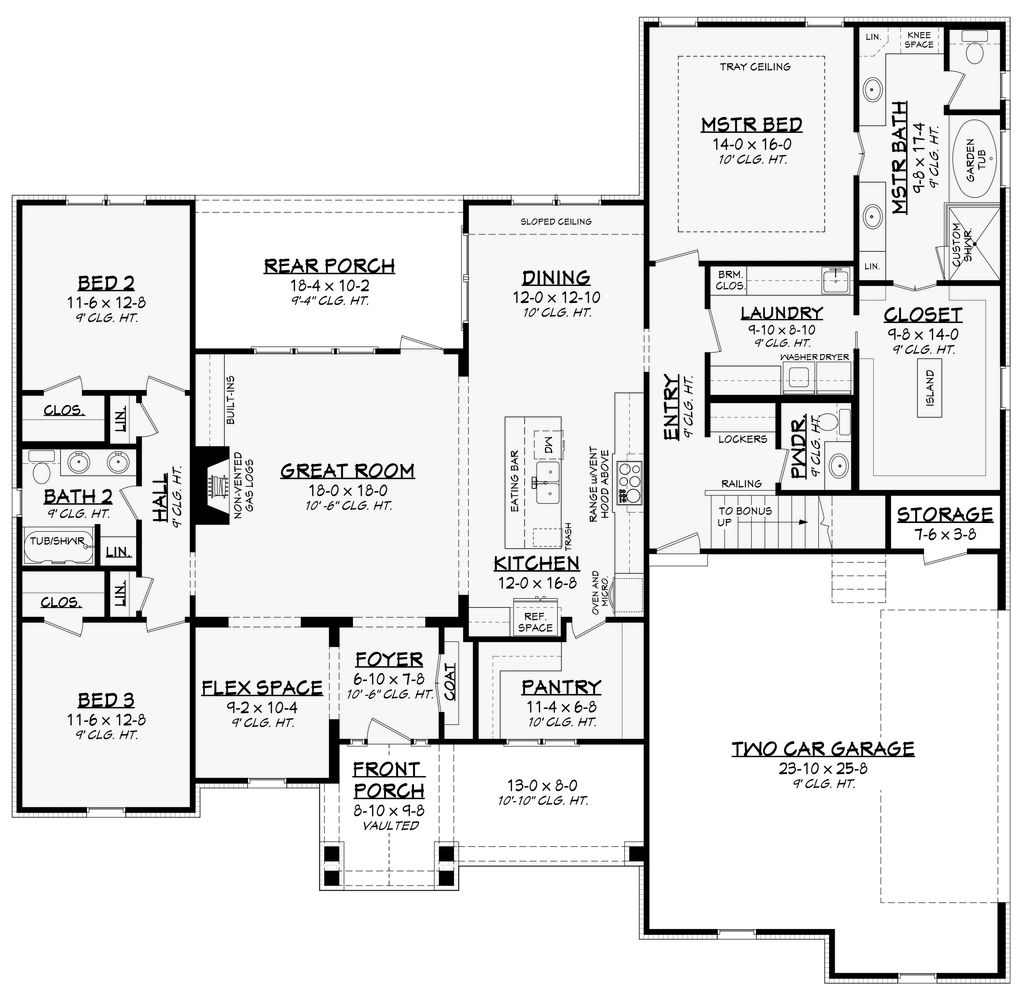 LIN.
KNEE
SPACE
TRAY CEILING
MSTR BED
14-0 x 16-0
10' CLG. HT.
MSTR BATH
9-8 x 17-4
9' CLG. HT.
GARDEN
TUB
CUSTOM
SHWR.
LIN.
SLOPED CEILING
BED 2
11-6 x 12-8
9' CLG. HT.
REAR PORCH
18-4 x 10-2
9'-4" CLG. HT.
DINING
12-0 x 12-10
10' CLG. HT.
BRM.
CLOS.
LAUNDRY
9-10 x 8-10
9' CLG. HT.
WASHER DRYER
CLOSET
9-8 x 14-0
9' CLG. HT.
ISLAND
ENTRY
9' CLG. HT.
CLOS.
LIN.
BUILT-INS
LOCKERS
PWDR.
9' CLG. HT.
GREAT ROOM
18-0 x 18-0
10'-6" CLG. HT.
NON-VENTED
GAS LOGS
EATING BAR
DW
TRASH
RANGE W/VENT
HOOD ABOVE
RAILING
TO BONUS
UP
STORAGE
7-6 x 3-8
HALL
9' CLG. HT.
BATH 2
9' CLG. HT.
TUB/SHWR
LIN.
KITCHEN
12-0 x 16-8
OVEN AND
MICRO.
REF.
SPACE
CLOS.
LIN.
BED 3
11-6 x 12-8
9' CLG. HT.
FLEX SPACE
9-2 x 10-4
9' CLG. HT.
FOYER
6-10 x 7-8
10'-6" CLG. HT.
COAT
PANTRY
11-4 x 6-8
10' CLG. HT.
TWO CAR GARAGE
23-10 x 25-8
9' CLG. HT.
FRONT
PORCH
8-10 x 9-8
VAULTED
13-0 x 8-0
10'-10" CLG. HT.